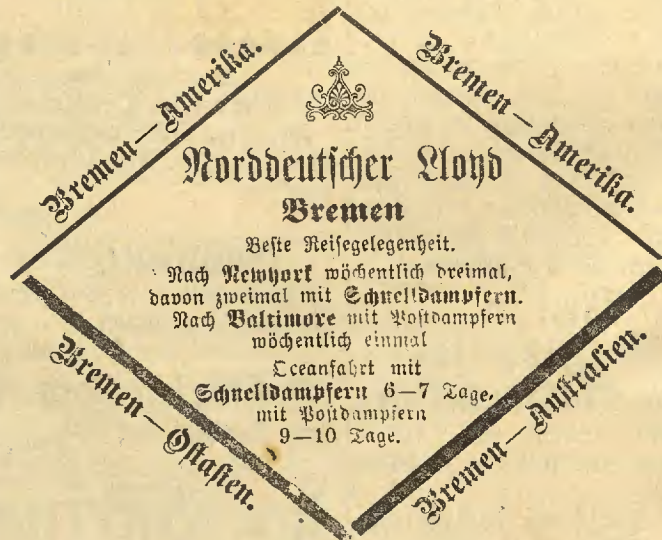 Bremen—Amerika.
Bremen—Amerika.
Norddeutscher Lloyd
Bremen
Beste Reisegelegenheit.
Nach Newyork wöchentlich dreimal,
davon zweimal mit Schnelldampfern.
Nach Baltimore mit Postdampfern
wöchentlich einmal
Oceanfahrt mit
Schnelldampfern 6—7 Tage,
mit Postdampfern
9—10 Tage.
Bremen—Ostasien.
Bremen—Australien.